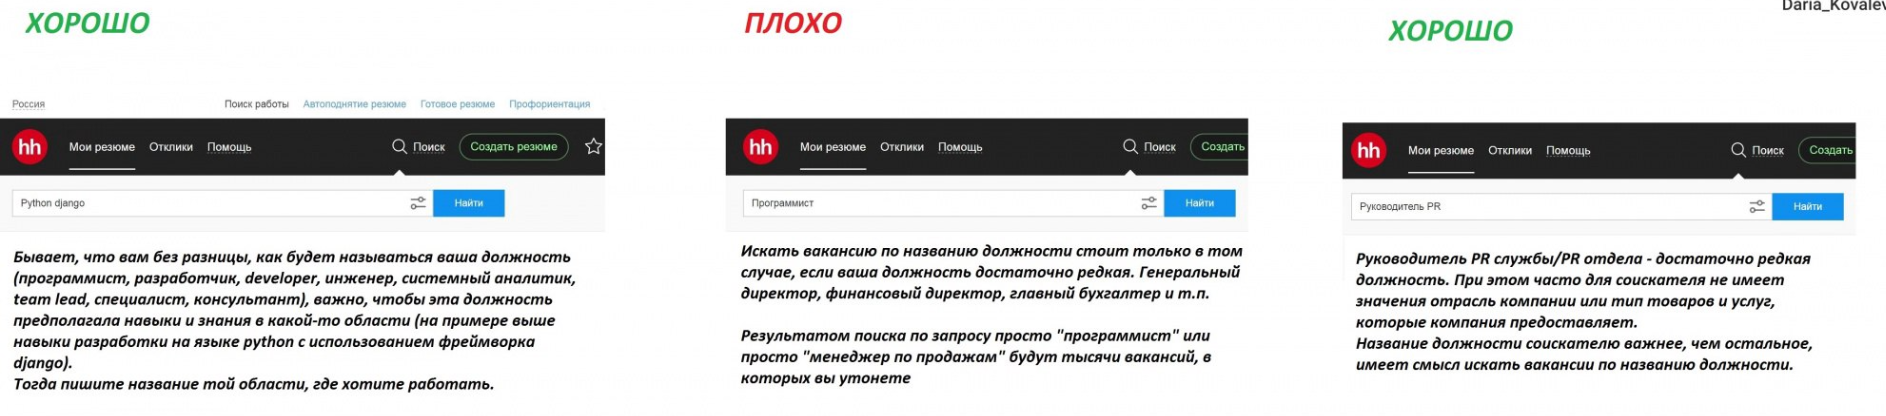 Daria_Kovalev
ХОРОШО
Россия
Поиск работы Автоподнятие резюме Готовое резюме Профориентация
hh Мои резюме Отклики Помощь Поиск Создать резюме
Python django Найти
Бывает, что вам без разницы, как будет называться ваша должность
(программист, разработчик, developer, инженер, системный аналитик,
team lead, специалист, консультант), важно, чтобы эта должность
предполагала навыки и знания в какой-то области (на примере выше
навыки разработки на языке python с использованием фреймворка
django).
Тогда пишите название той области, где хотите работать.
ПЛОХО
hh Мои резюме Отклики Помощь Поиск Создать
Программист Найти
Искать вакансию по названию должности стоит только в том
случае, если ваша должность достаточно редкая. Генеральный
директор, финансовый директор, главный бухгалтер и т.п.
Результатом поиска по запросу просто "программист" или
просто "менеджер по продажам" будут тысячи вакансий, в
которых вы утонете
ХОРОШО
hh Мои резюме Отклики Помощь Поиск Создать
Руководитель PR Найти
Руководитель PR службы/PR отдела - достаточно редкая
должность. При этом часто для соискателя не имеет
значения отрасль компании или тип товаров и услуг,
которые компания предоставляет.
Название должности соискателю важнее, чем остальное,
имеет смысл искать вакансии по названию должности.